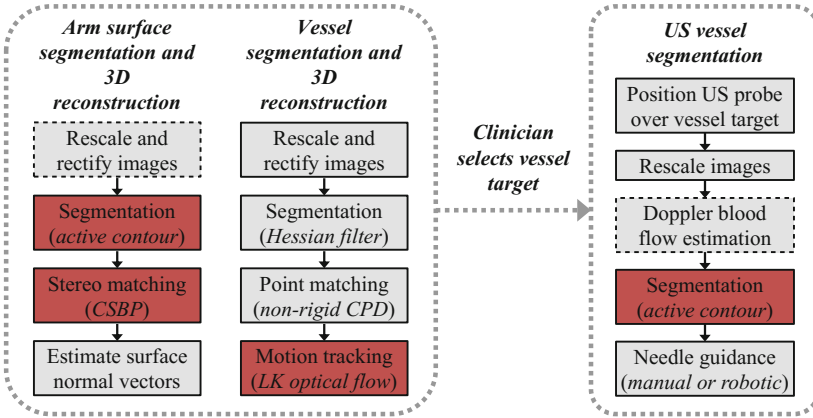 Arm surface
segmentation and
3D
reconstruction
Rescale and
rectify images
Segmentation
(active contour)
Stereo matching
(CSBP)
Estimate surface
normal vectors
Vessel
segmentation and
3D
reconstruction
Rescale and
rectify images
Segmentation
(Hessian filter)
Point matching
(non-rigid CPD)
Motion tracking
(LK optical flow)
Clinician
selects vessel
target
US vessel
segmentation
Position US probe
over vessel target
Rescale images
Doppler blood
flow estimation
Segmentation
(active contour)
Needle guidance
(manual or robotic)